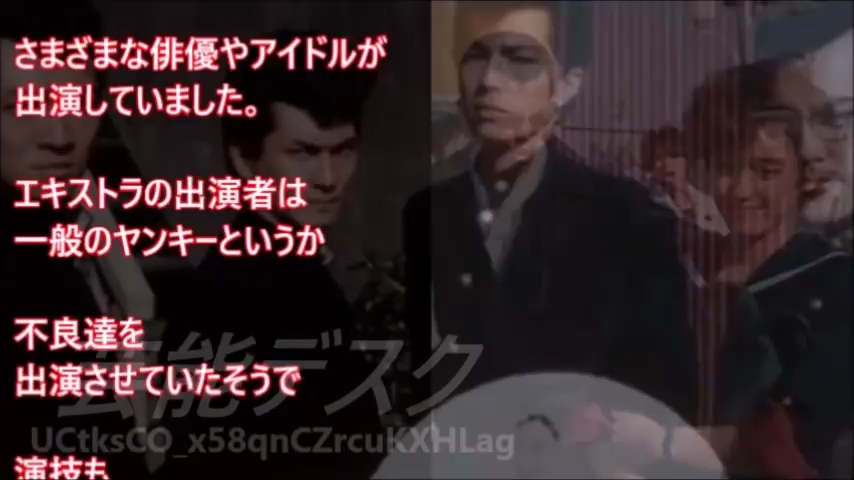 さまざまな俳優やアイドルが
出演していました。
エキストラの出演者は
一般のヤンキーというか
不良達を
出演させていたそうで
演技も
芸能デスク
UCtksCO_x58qnCZrcuKXHLag